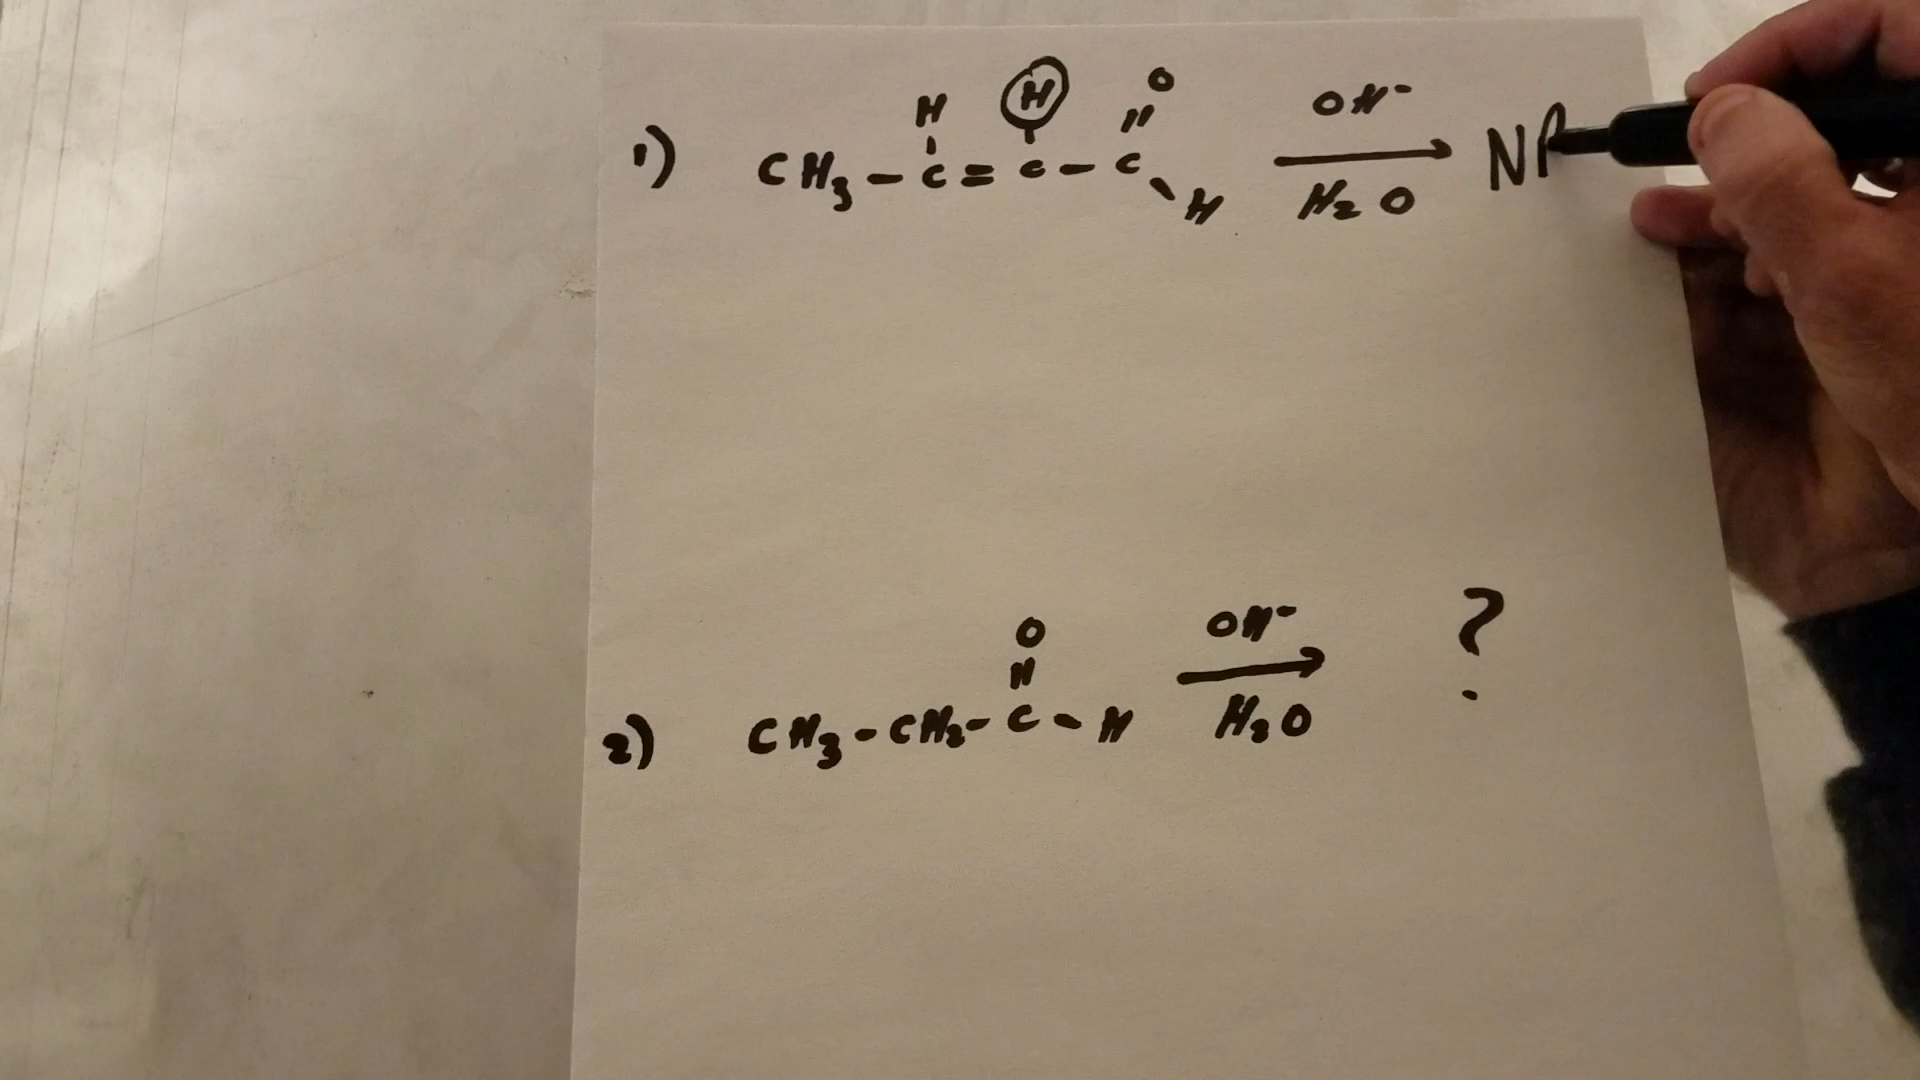 H (H) O
1) CH₃ - C = C - C - H OH⁻ H₂O NR
O
2) CH₃ - CH₂ - C - H OH⁻ H₂O ?